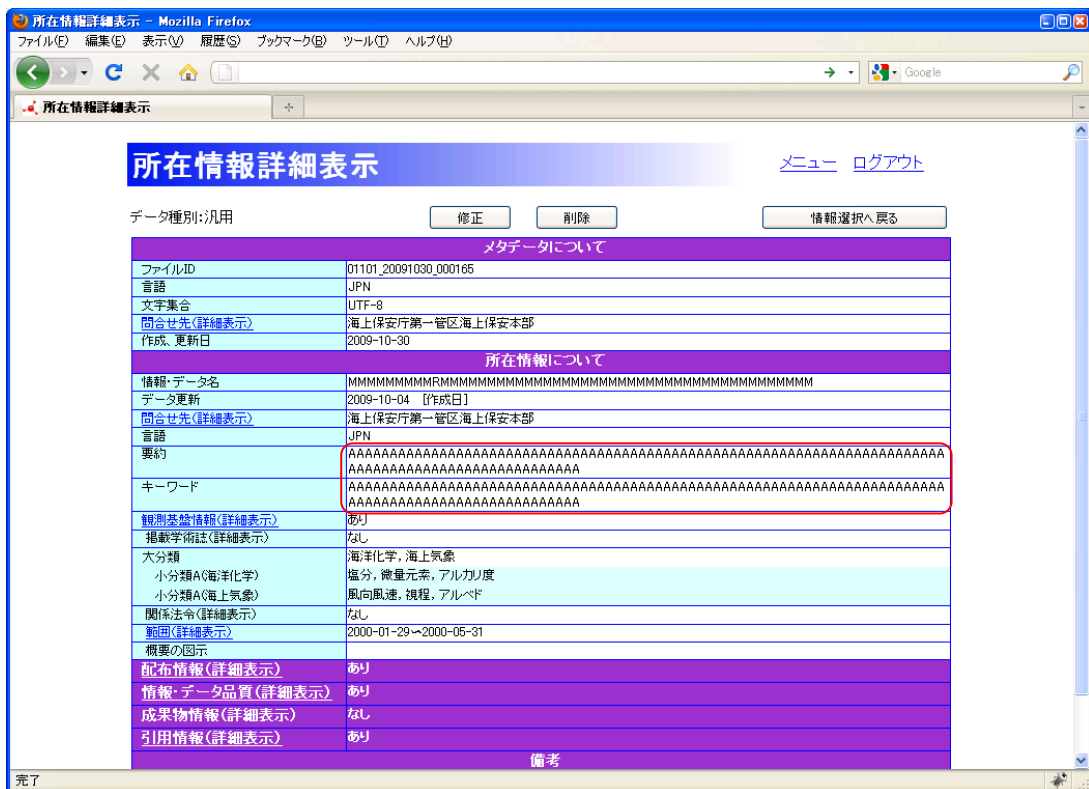 所在情報詳細表示 - Mozilla Firefox
ファイル(F) 編集(E) 表示(V) 履歴(S) ブックマーク(B) ツール(T) ヘルプ(H)
Google
所在情報詳細表示
所在情報詳細表示 メニュー ログアウト
データ種別:汎用 修正 削除 情報選択へ戻る
メタデータについて
ファイルID 01101_20091030_000165
言語 JPN
文字集合 UTF-8
問合せ先(詳細表示) 海上保安庁第一管区海上保安本部
作成、更新日 2009-10-30
所在情報について
情報・データ名
データ更新 2009-10-04 [作成日]
問合せ先(詳細表示) 海上保安庁第一管区海上保安本部
言語 JPN
要約
キーワード
観測基盤情報(詳細表示) あり
掲載学術誌(詳細表示) なし
大分類 海洋化学, 海上気象
小分類A(海洋化学) 塩分, 微量元素, アルカリ度
小分類A(海上気象) 風向風速, 視程, アルベド
関係法令(詳細表示) なし
範囲(詳細表示) 2000-01-29～2000-05-31
概要の図示
配布情報(詳細表示) あり
情報・データ品質(詳細表示) あり
成果物情報(詳細表示) なし
引用情報(詳細表示) あり
備考
完了